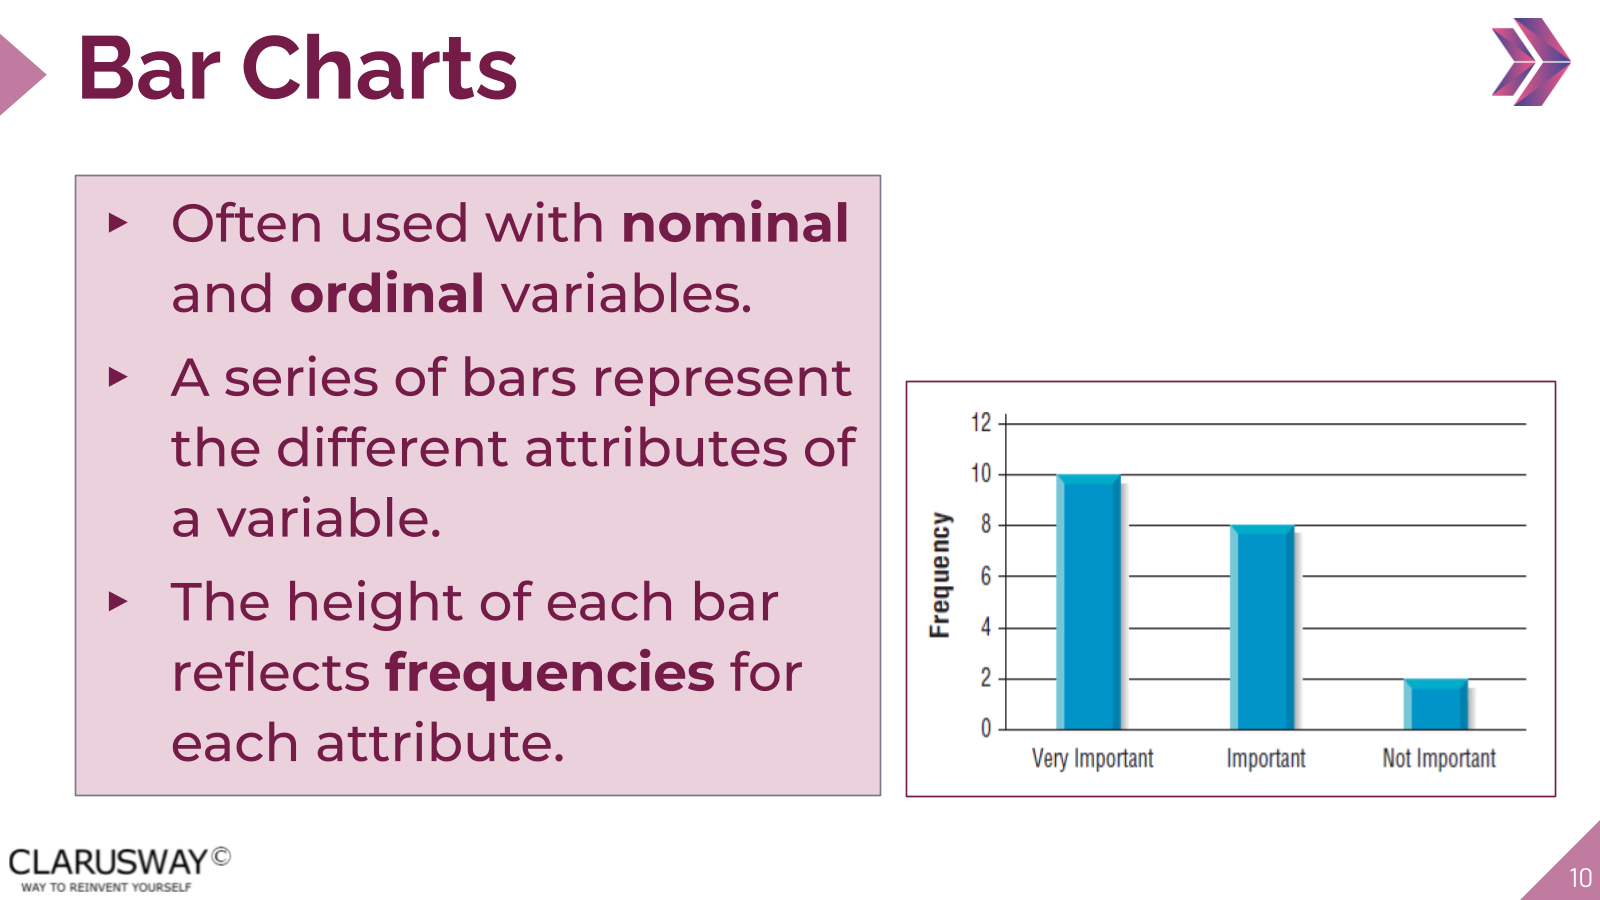 Bar Charts
▸ Often used with nominal
and ordinal variables.
▸ A series of bars represent
the different attributes of
a variable.
▸ The height of each bar
reflects frequencies for
each attribute.
Frequency
12
10
8
6
4
2
0
Very Important Important Not Important
CLARUSWAY©
WAY TO REINVENT YOURSELF
10